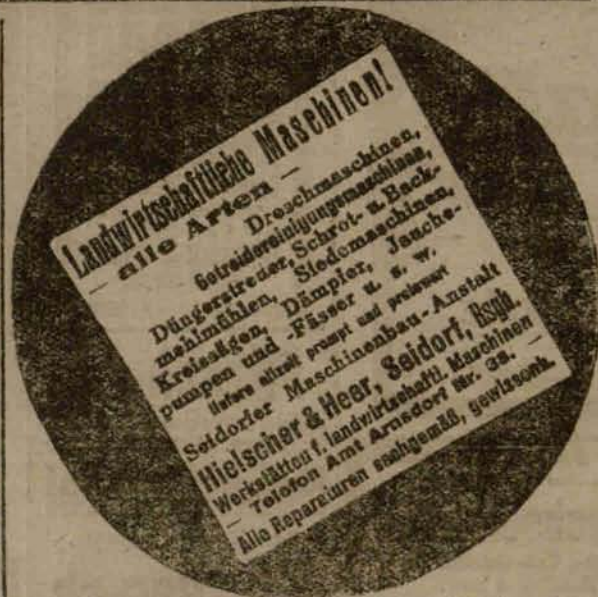 Landwirtschaftliche Maschinen!
— alle Arten —
Dreschmaschinen,
Getreidereinigungsmaschinen,
Düngerstreuer, Schrot- u. Back-
mehlmühlen, Siedemaschinen,
Kreissägen, Dämpfer, Jauche-
pumpen und -Fässer u. s. w.
liefere allzeit prompt und preiswert
Seidorfer Maschinenbau-Anstalt
Hielscher & Heer, Seidorf, Rsgb.
Werkstätten f. landwirtschaftl. Maschinen
— Telefon Amt Arnsdorf Nr. 38. —
Alle Reparaturen sachgemäß, gewissenh.